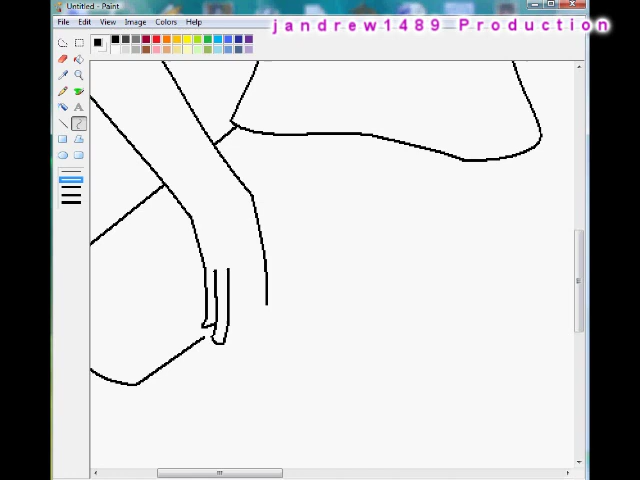 Untitled - Paint
File Edit View Image Colors Help
jandrew1489 Production
A